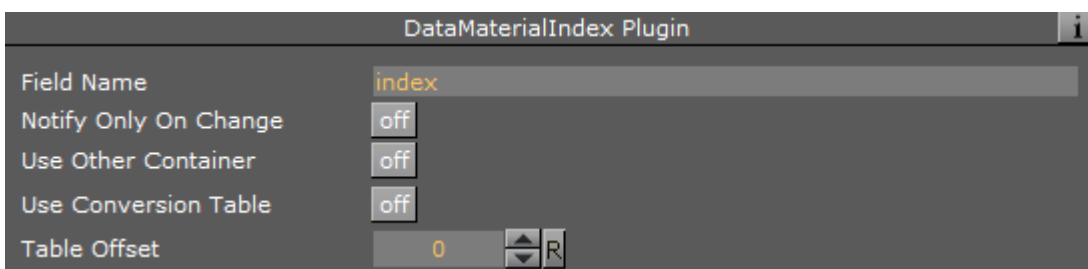 DataMaterialIndex Plugin i
Field Name index
Notify Only On Change off
Use Other Container off
Use Conversion Table off
Table Offset 0 R